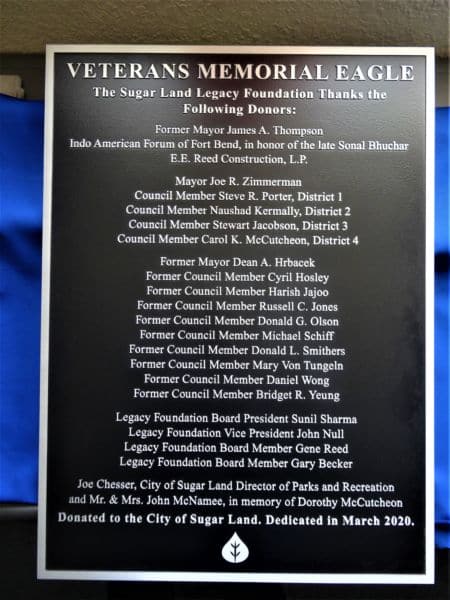 VETERANS MEMORIAL EAGLE
The Sugar Land Legacy Foundation Thanks the
Following Donors:
Former Mayor James A. Thompson
Indo American Forum of Fort Bend, in honor of the late Sonal Bhuchar
E.E. Reed Construction, L.P.
Mayor Joe R. Zimmerman
Council Member Steve R. Porter, District 1
Council Member Naushad Kermally, District 2
Council Member Stewart Jacobson, District 3
Council Member Carol K. McCutcheon, District 4
Former Mayor Dean A. Hrbacek
Former Council Member Cyril Hosley
Former Council Member Harish Jajoo
Former Council Member Russell C. Jones
Former Council Member Donald G. Olson
Former Council Member Michael Schiff
Former Council Member Donald L. Smithers
Former Council Member Mary Von Tungeln
Former Council Member Daniel Wong
Former Council Member Bridget R. Yeung
Legacy Foundation Board President Sunil Sharma
Legacy Foundation Vice President John Null
Legacy Foundation Board Member Gene Reed
Legacy Foundation Board Member Gary Becker
Joe Chesser, City of Sugar Land Director of Parks and Recreation
and Mr. & Mrs. John McNamee, in memory of Dorothy McCutcheon
Donated to the City of Sugar Land. Dedicated in March 2020.